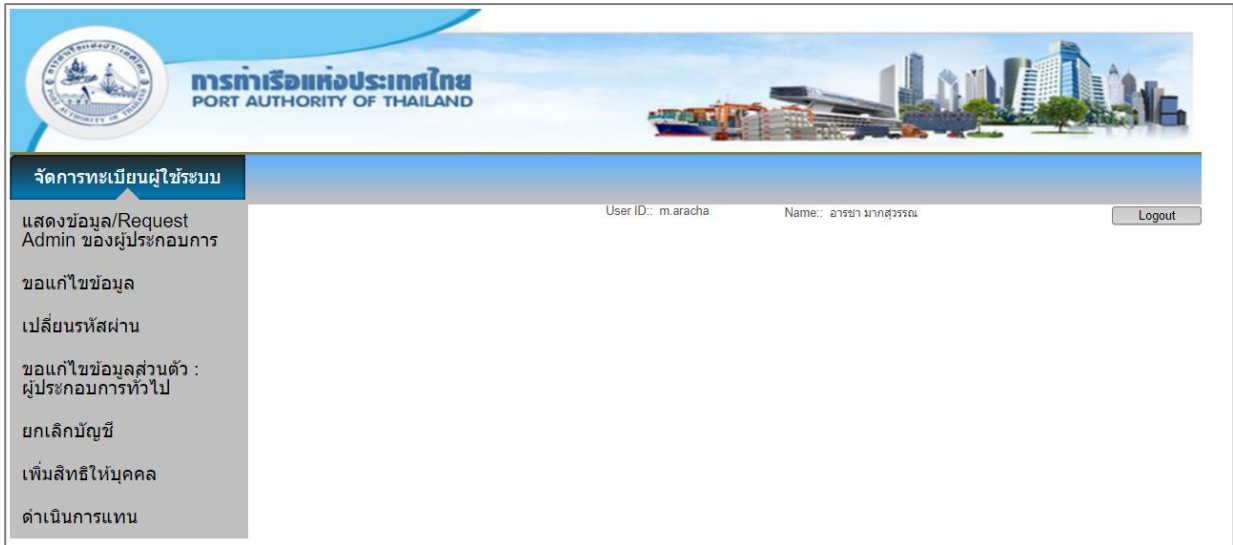 การท่าเรือแห่งประเทศไทย
PORT AUTHORITY OF THAILAND
จัดการทะเบียนผู้ใช้ระบบ
User ID:: m.aracha Name:: อารชา มากสุวรรณ Logout
แสดงข้อมูล/Request
Admin ของผู้ประกอบการ
ขอแก้ไขข้อมูล
เปลี่ยนรหัสผ่าน
ขอแก้ไขข้อมูลส่วนตัว :
ผู้ประกอบการทั่วไป
ยกเลิกบัญชี
เพิ่มสิทธิให้บุคคล
ดำเนินการแทน